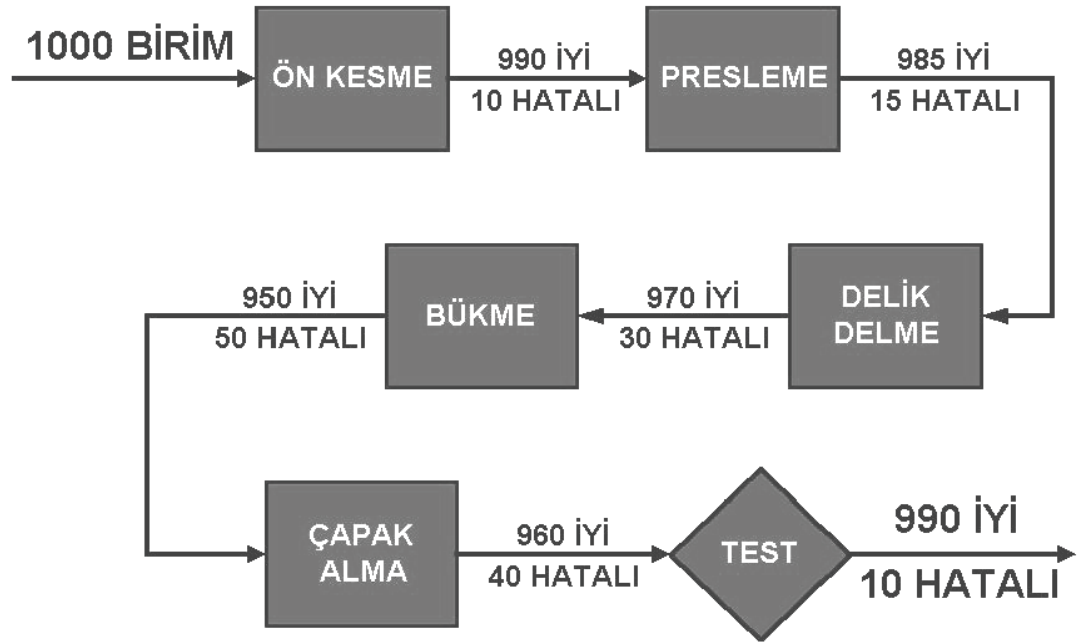 1000 BİRİM
ÖN KESME
990 İYİ
10 HATALI
PRESLEME
985 İYİ
15 HATALI
DELİK
DELME
970 İYİ
30 HATALI
BÜKME
950 İYİ
50 HATALI
ÇAPAK
ALMA
960 İYİ
40 HATALI
TEST
990 İYİ
10 HATALI